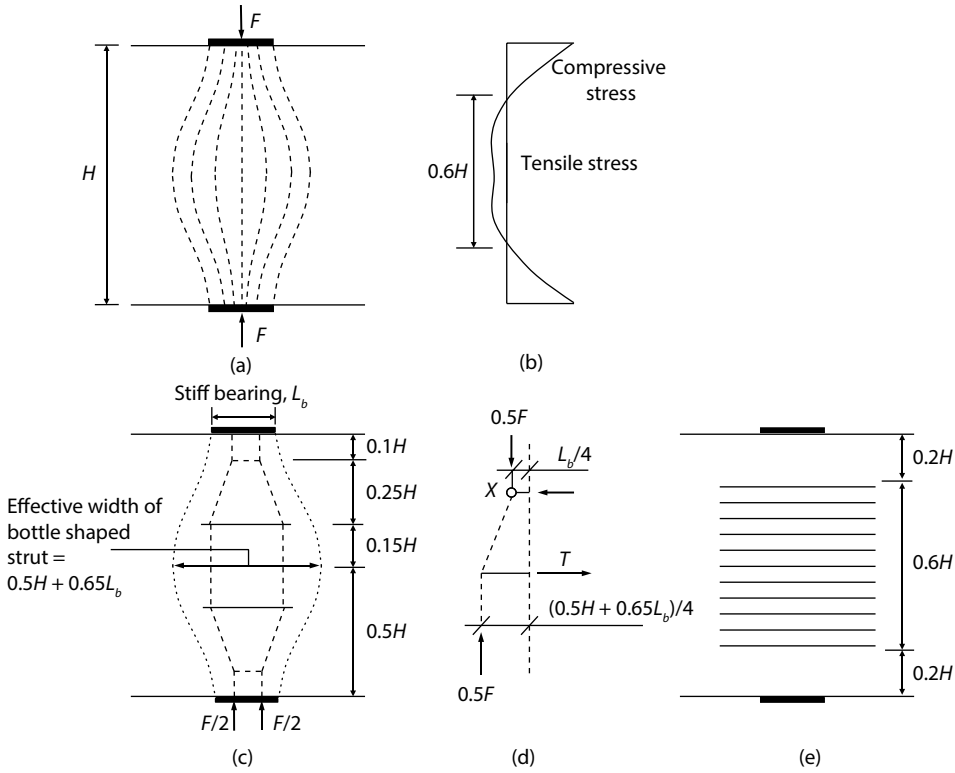 F
H
F
(a)
Compressive
stress
0.6H
Tensile stress
(b)
Stiff bearing, L_b
0.1H
0.25H
Effective width of
bottle shaped
strut =
0.5H + 0.65L_b
0.15H
0.5H
F/2
F/2
(c)
0.5F
L_b/4
X
T
(0.5H + 0.65L_b)/4
0.5F
(d)
0.2H
0.6H
0.2H
(e)